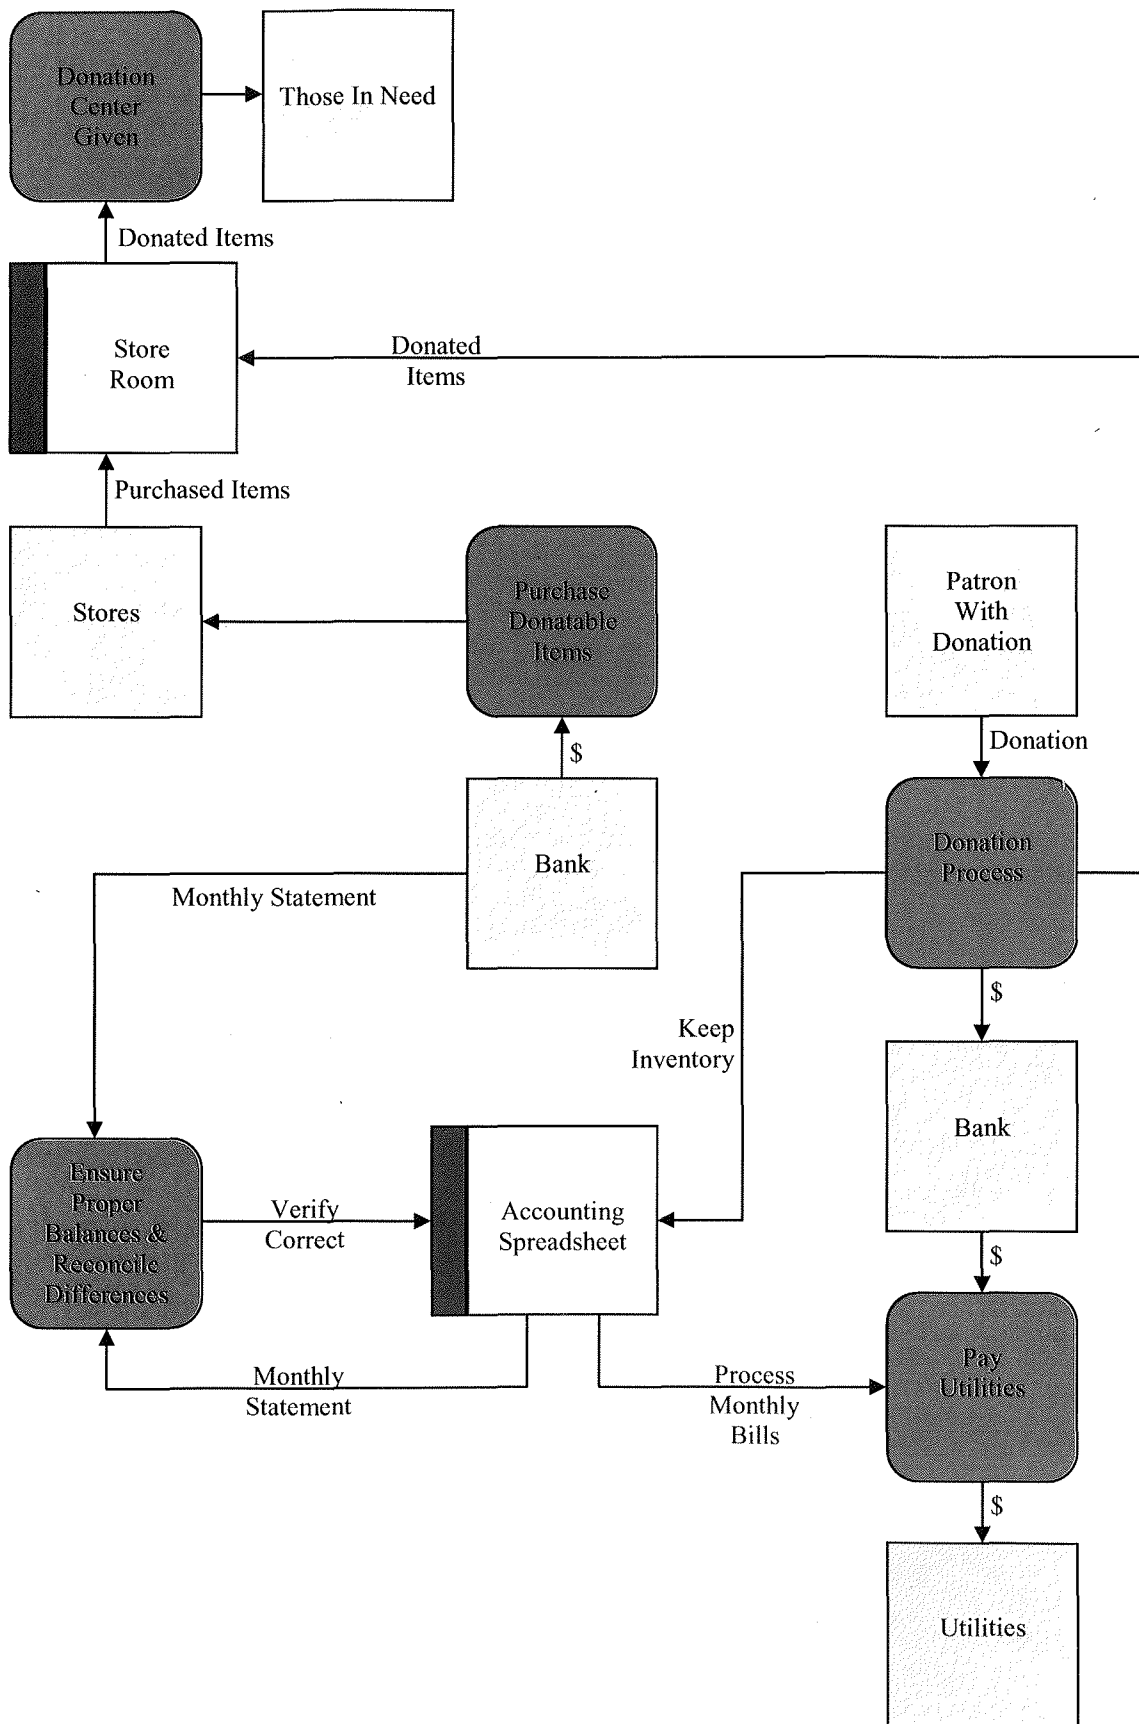 Donation
Center
Given
Those In Need
Donated Items
Store
Room
Donated
Items
Purchased Items
Stores
Purchase
Donatable
Items
Patron
With
Donation
$
Donation
Bank
Donation
Process
Monthly Statement
$
Keep
Inventory
Bank
Ensure
Proper
Balances &
Reconcile
Differences
Verify
Correct
Accounting
Spreadsheet
$
Monthly
Statement
Process
Monthly
Bills
Pay
Utilities
$
Utilities